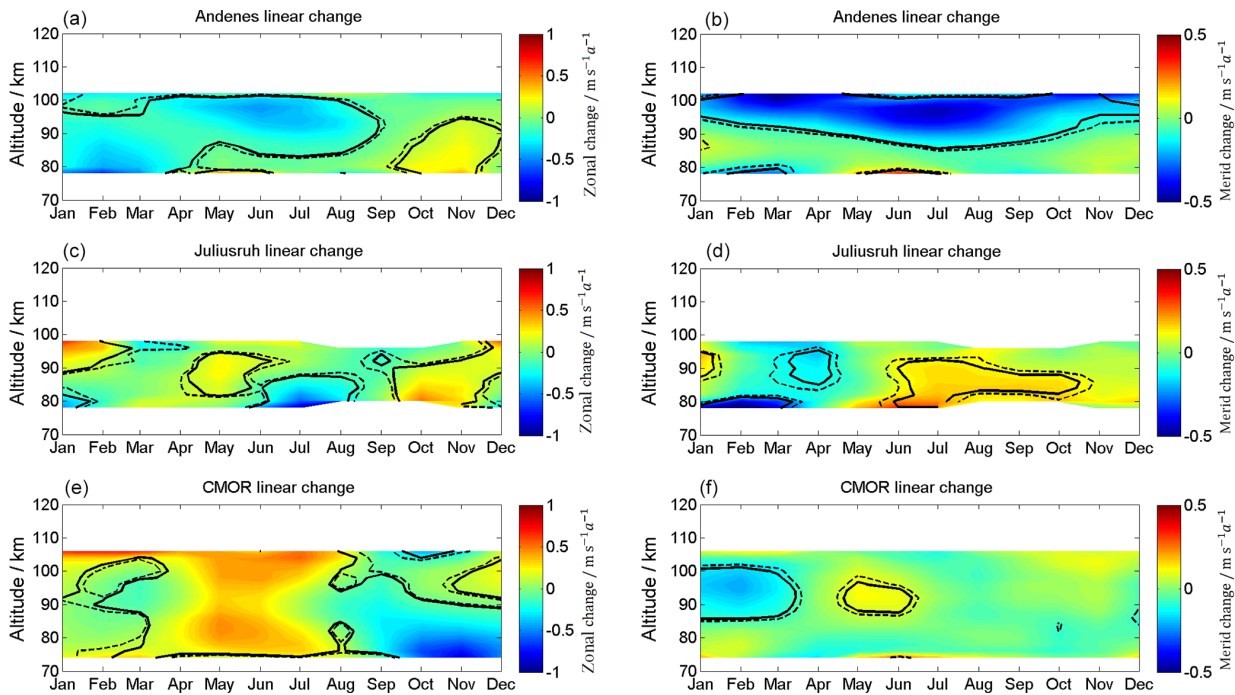 (a) Andenes linear change
120
110
100
90
80
70
Altitude / km
Jan Feb Mar Apr May Jun Jul Aug Sep Oct Nov Dec
1
0.5
0
-0.5
-1
Zonal change / m s−1a−1
(b) Andenes linear change
120
110
100
90
80
70
Altitude / km
Jan Feb Mar Apr May Jun Jul Aug Sep Oct Nov Dec
0.5
0
-0.5
Merid change / m s−1a−1
(c) Juliusruh linear change
120
110
100
90
80
70
Altitude / km
Jan Feb Mar Apr May Jun Jul Aug Sep Oct Nov Dec
1
0.5
0
-0.5
-1
Zonal change / m s−1a−1
(d) Juliusruh linear change
120
110
100
90
80
70
Altitude / km
Jan Feb Mar Apr May Jun Jul Aug Sep Oct Nov Dec
0.5
0
-0.5
Merid change / m s−1a−1
(e) CMOR linear change
120
110
100
90
80
70
Altitude / km
Jan Feb Mar Apr May Jun Jul Aug Sep Oct Nov Dec
1
0.5
0
-0.5
-1
Zonal change / m s−1a−1
(f) CMOR linear change
120
110
100
90
80
70
Altitude / km
Jan Feb Mar Apr May Jun Jul Aug Sep Oct Nov Dec
0.5
0
-0.5
Merid change / m s−1a−1